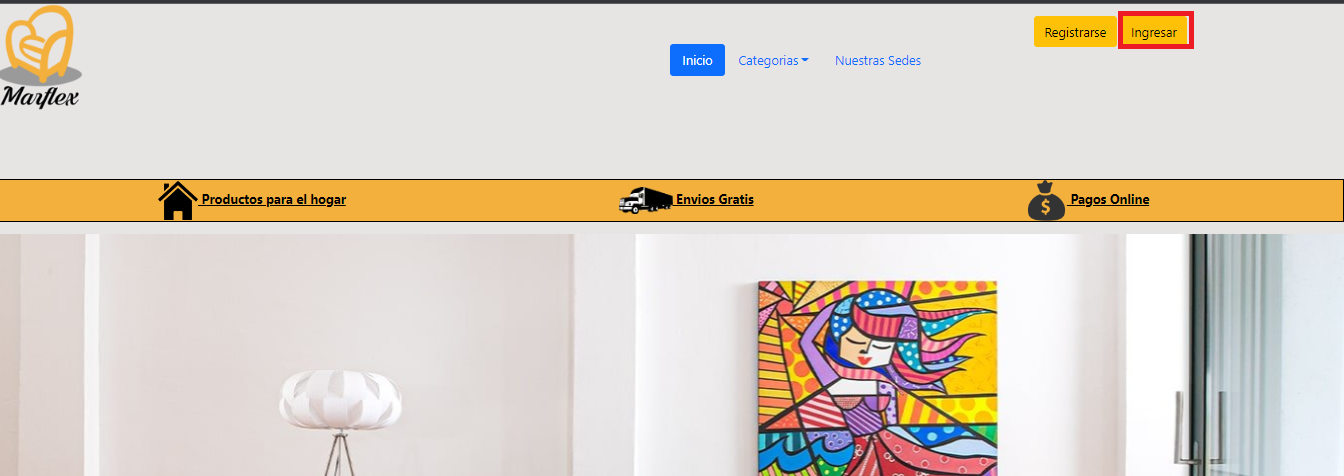 Marflex
Registrarse
Ingresar
Inicio
Categorias
Nuestras Sedes
Productos para el hogar
Envios Gratis
$
Pagos Online